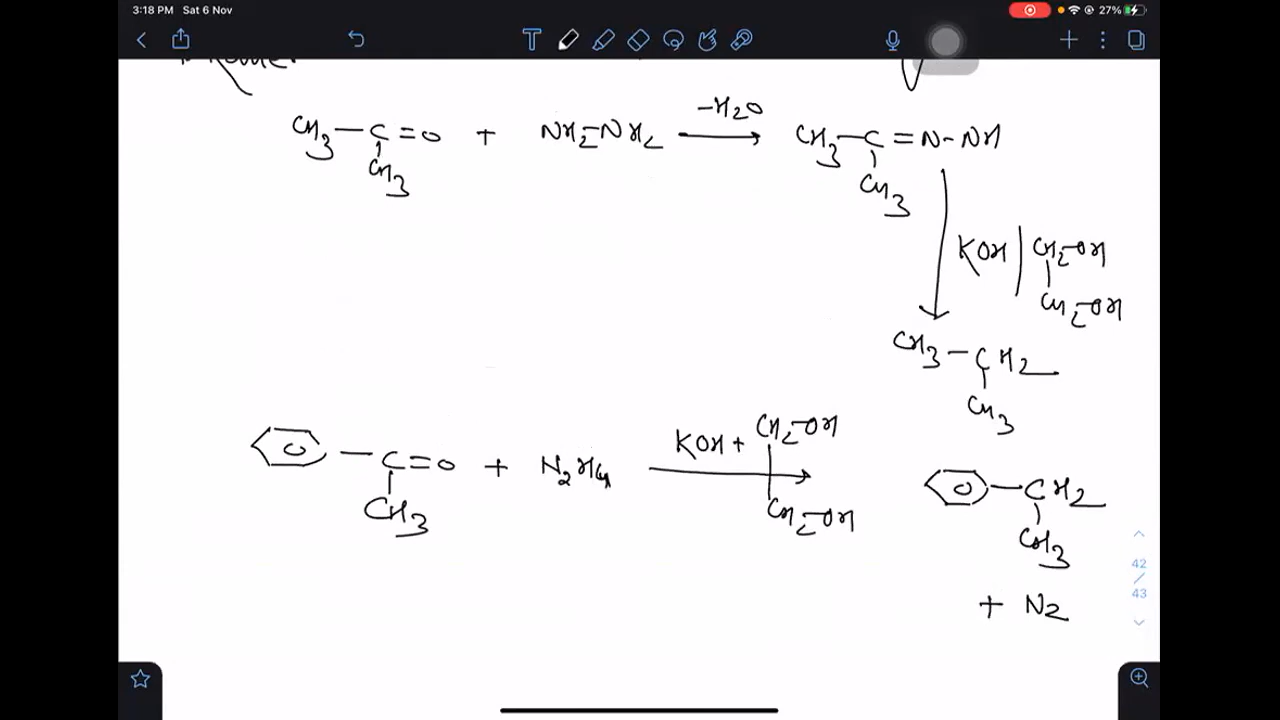 3:18 PM Sat 6 Nov
27%
T
CH3—C=O + NH2—NH2 → CH3—C=N-NH
-H2O
CH3
CH3
KOH | CH2-OH
CH2-OH
CH3—CH2
CH3
C=O + N2H4 → CH2
KOH + CH2-OH
CH2-OH
CH3
CH3
+ N2
42
/
43